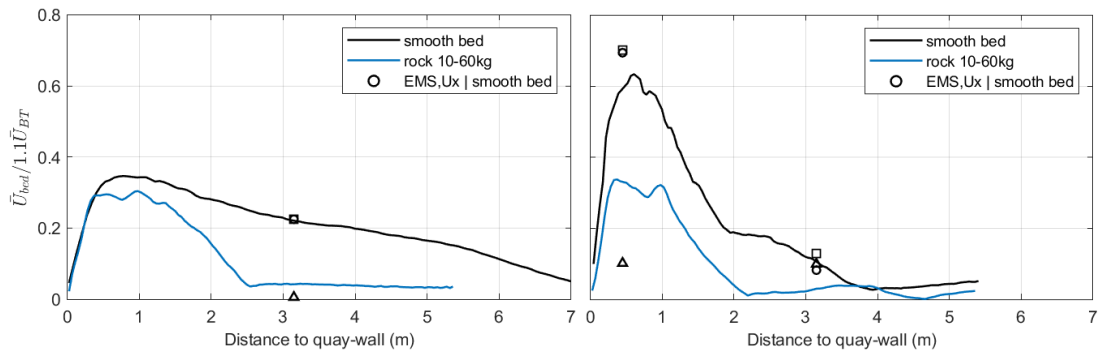 0.8
0.6
0.4
0.2
0
Ū_bed/1.1Ū_BT
smooth bed
rock 10-60kg
EMS,Ux | smooth bed
0 1 2 3 4 5 6 7
Distance to quay-wall (m)
smooth bed
rock 10-60kg
EMS,Ux | smooth bed
0 1 2 3 4 5 6 7
Distance to quay-wall (m)